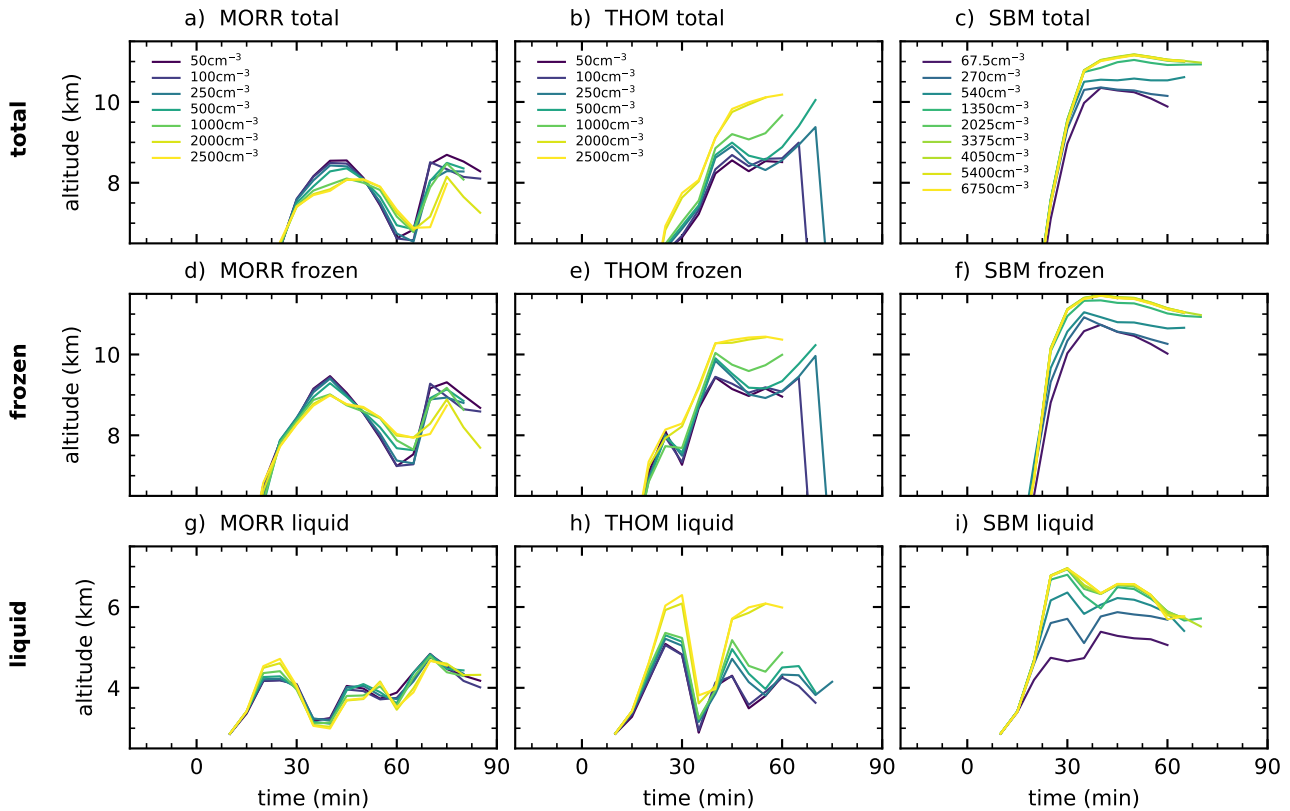 a) MORR total
b) THOM total
c) SBM total
total
altitude (km)
10
8
50cm⁻³
100cm⁻³
250cm⁻³
500cm⁻³
1000cm⁻³
2000cm⁻³
2500cm⁻³
50cm⁻³
100cm⁻³
250cm⁻³
500cm⁻³
1000cm⁻³
2000cm⁻³
2500cm⁻³
67.5cm⁻³
270cm⁻³
540cm⁻³
1350cm⁻³
2025cm⁻³
3375cm⁻³
4050cm⁻³
5400cm⁻³
6750cm⁻³
d) MORR frozen
e) THOM frozen
f) SBM frozen
frozen
altitude (km)
10
8
g) MORR liquid
h) THOM liquid
i) SBM liquid
liquid
altitude (km)
6
4
0 30 60 90
0 30 60 90
0 30 60 90
time (min)
time (min)
time (min)